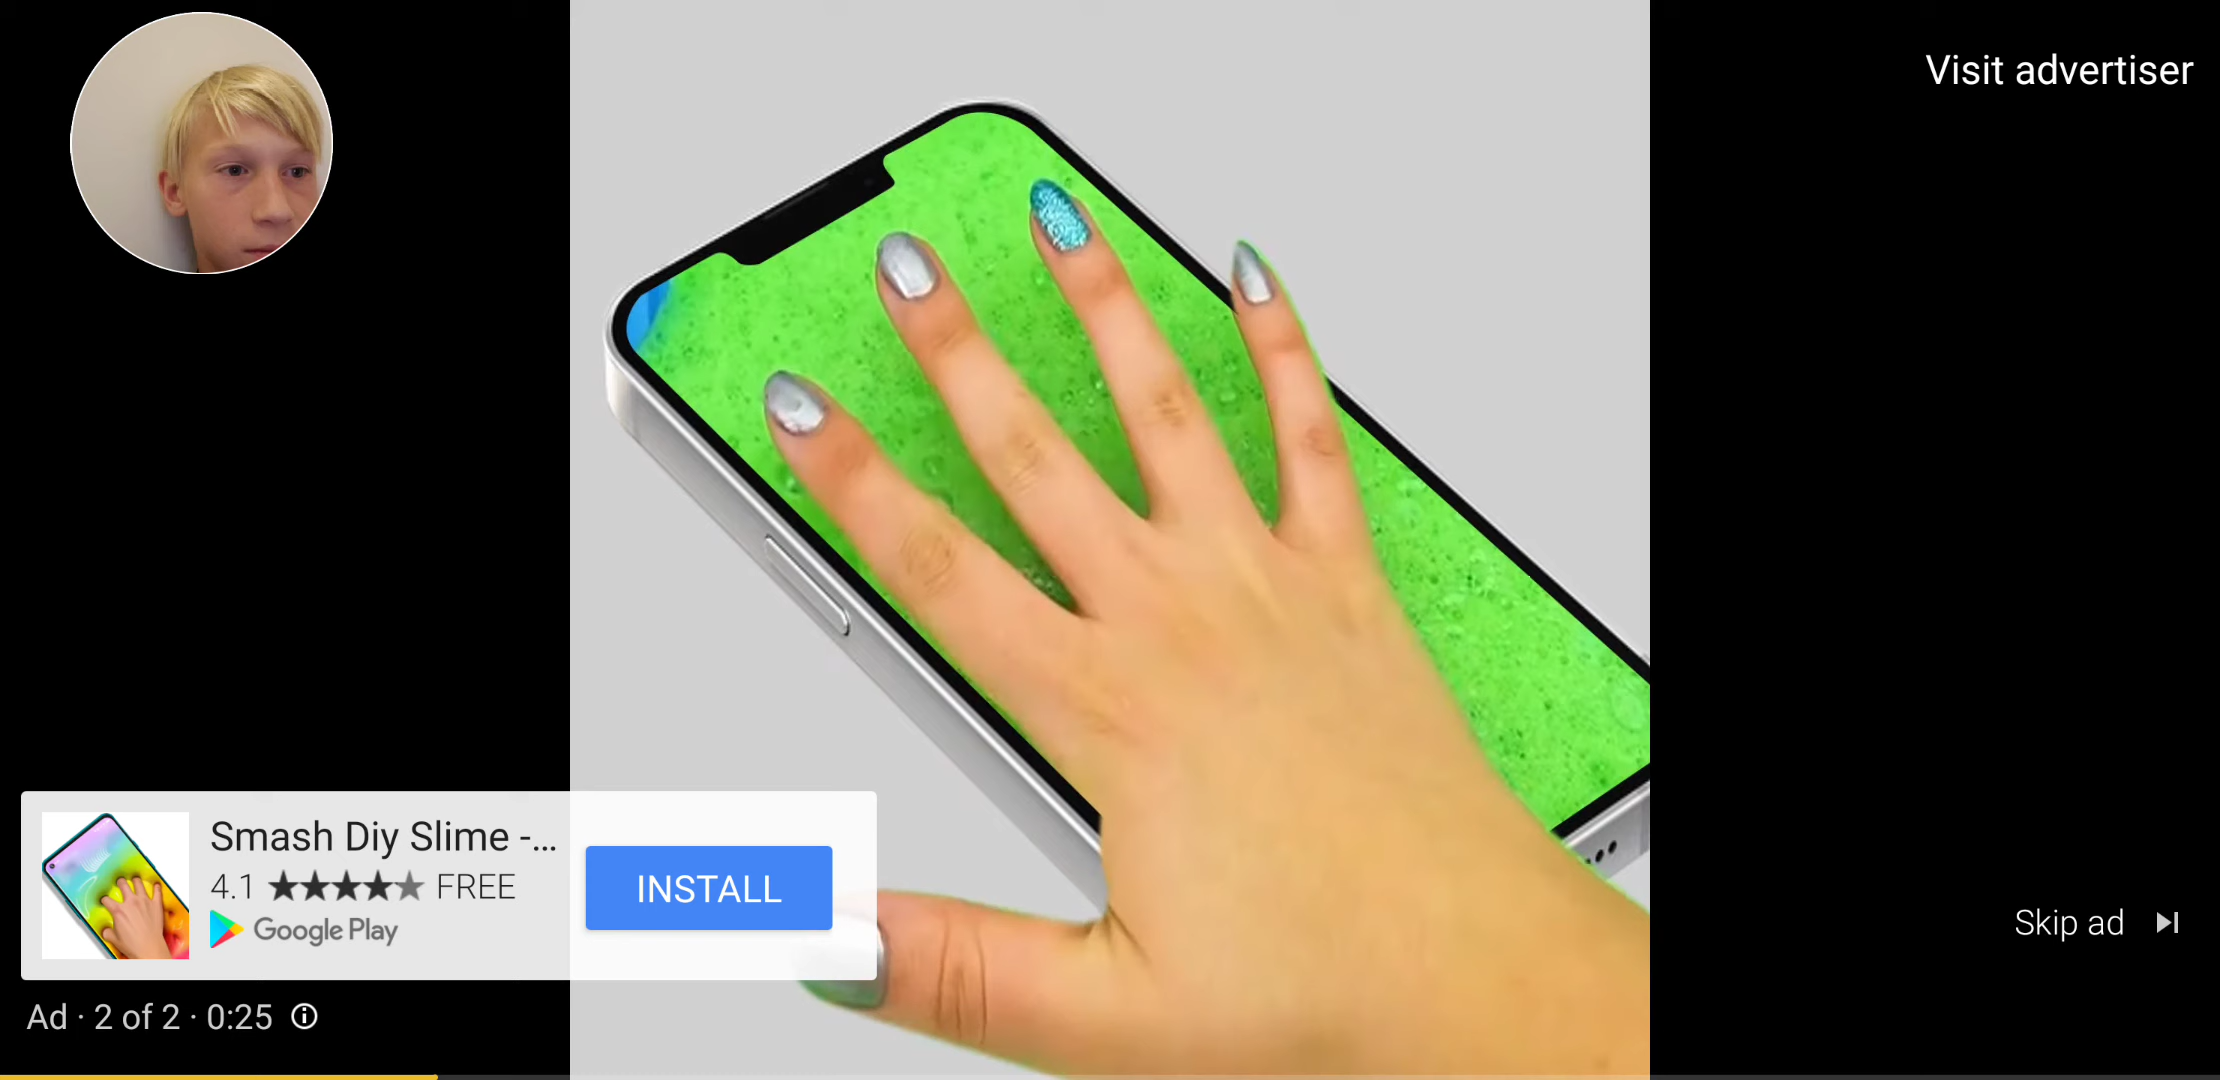 Visit advertiser
Smash Diy Slime -...
4.1 ★★★★★ FREE
Google Play
INSTALL
Skip ad
Ad · 2 of 2 · 0:25